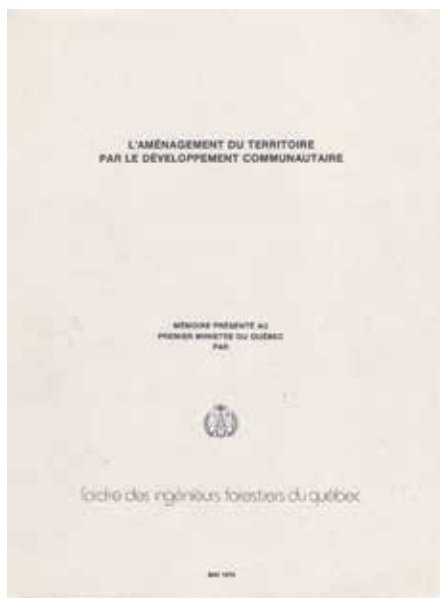 L'AMÉNAGEMENT DU TERRITOIRE
PAR LE DÉVELOPPEMENT COMMUNAUTAIRE
MÉMOIRE PRÉSENTÉ AU
PREMIER MINISTRE DU QUÉBEC
PAR
l'ordre des ingénieurs forestiers du québec
MAI